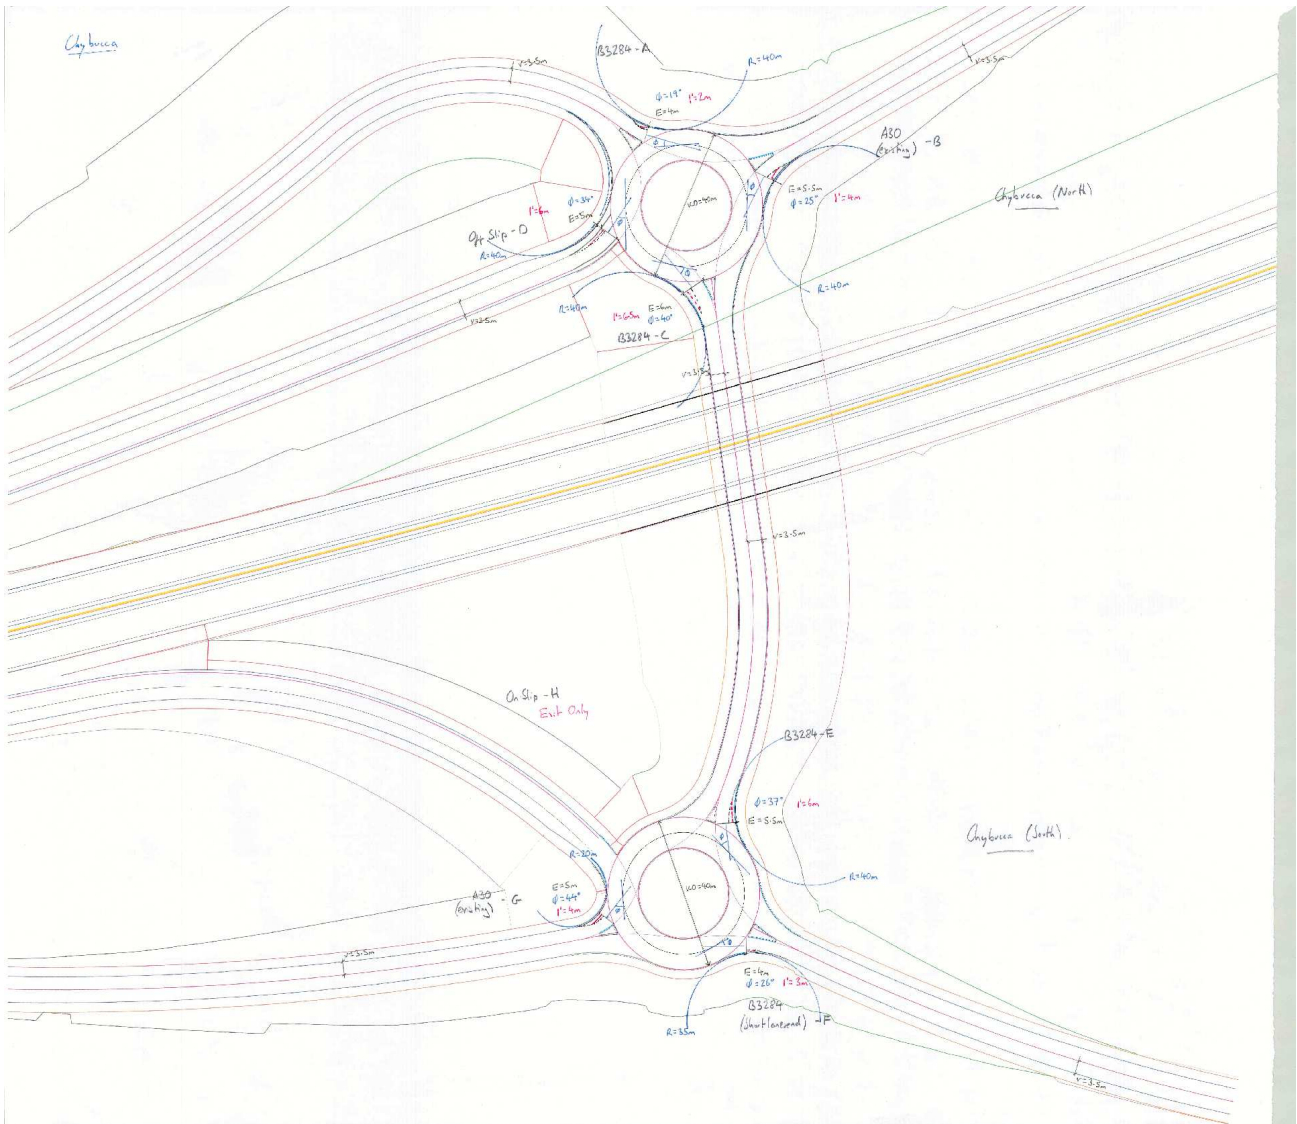 Chybucca
B3284-A
R=40m
V=3.5m
V=3.5m
φ=19° l'=2m
E=4m
A30
(existing) -B
E=5.5m
φ=25° l'=4m
Chybucca (North)
φ
φ
φ
φ
l'=6m
φ=34°
E=5m
Off Slip-D
R=40m
R=40m
R=40m
E=6m
l'=6.5m
φ=40°
B3284-C
V=3.5m
V=3.5m
V=3.5m
On Slip-H
Exit Only
B3284-E
φ=37° l'=6m
E=5.5m
Chybucca (South)
R=20m
R=40m
A30
(existing) -G
E=5m
φ=44°
l'=4m
ICD=40m
φ
φ
φ
V=3.5m
E=4m
φ=26° l'=3m
B3284
(Shortlanesend) -F
R=35m
V=3.5m